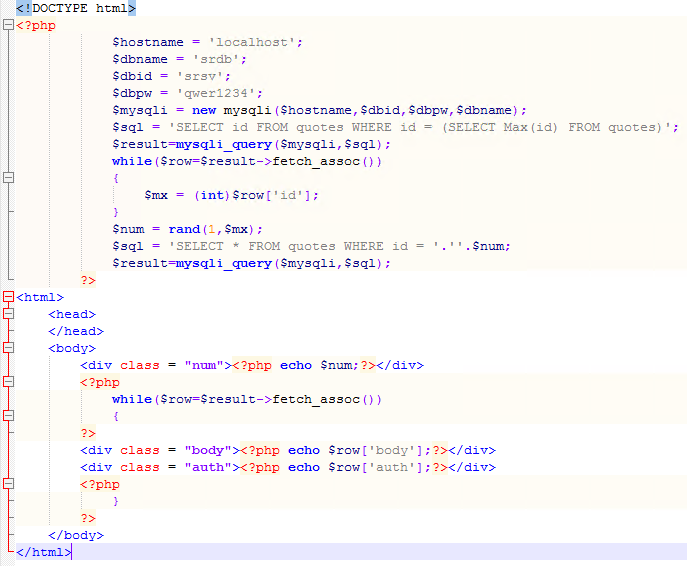 <!DOCTYPE html>
<?php
            $hostname = 'localhost';
            $dbname = 'srdb';
            $dbid = 'srsv';
            $dbpw = 'qwer1234';
            $mysqli = new mysqli($hostname,$dbid,$dbpw,$dbname);
            $sql = 'SELECT id FROM quotes WHERE id = (SELECT Max(id) FROM quotes)';
            $result=mysqli_query($mysqli,$sql);
            while($row=$result->fetch_assoc())
            {
                $mx = (int)$row['id'];
            }
            $num = rand(1,$mx);
            $sql = 'SELECT * FROM quotes WHERE id = '.''.$num;
            $result=mysqli_query($mysqli,$sql);
        ?>
<html>
    <head>
    </head>
    <body>
        <div class = "num"><?php echo $num;?></div>
        <?php
            while($row=$result->fetch_assoc())
            {
        ?>
        <div class = "body"><?php echo $row['body'];?></div>
        <div class = "auth"><?php echo $row['auth'];?></div>
        <?php
            }
        ?>
    </body>
</html>